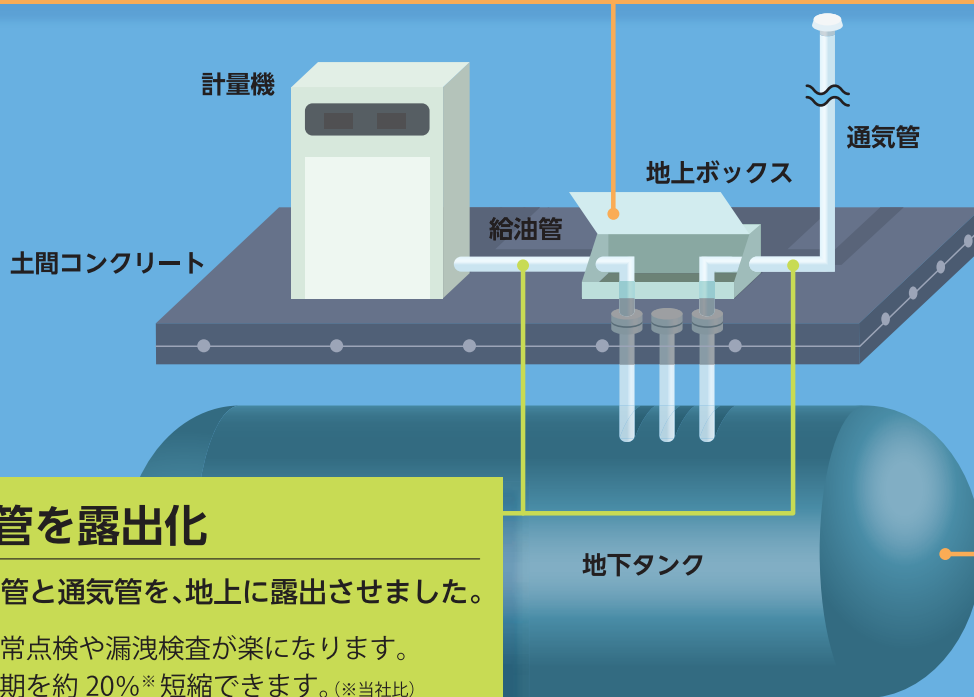 計量機
通気管
地上ボックス
給油管
土間コンクリート
地下タンク
管を露出化
管と通気管を、地上に露出させました。
常点検や漏洩検査が楽になります。
期を約 20%※短縮できます。(※当社比)